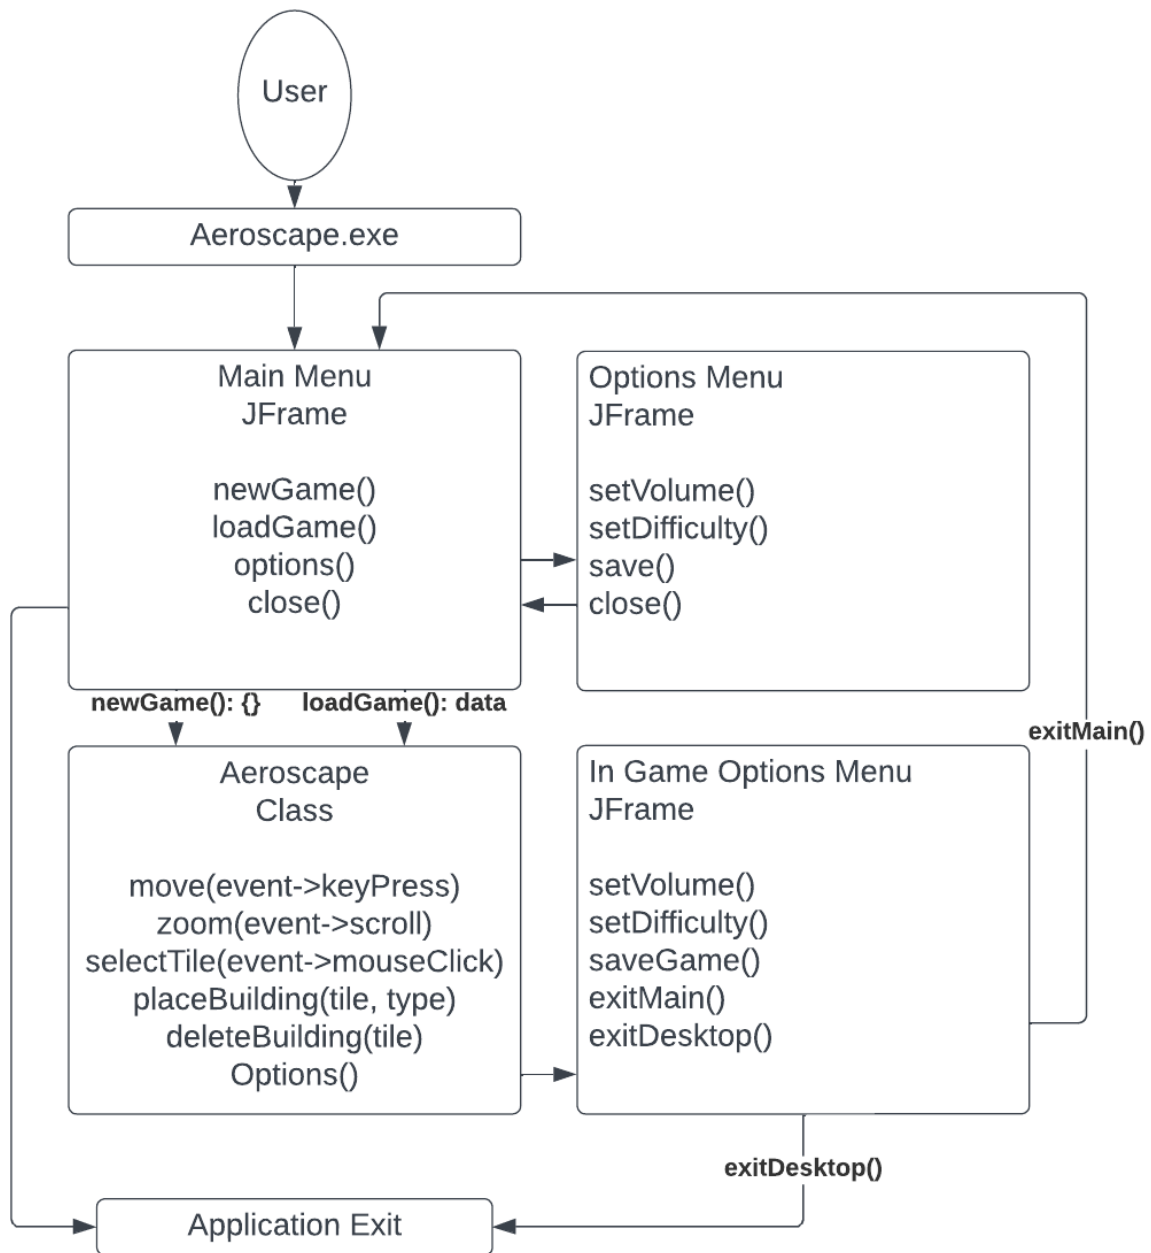 User
Aeroscape.exe
Main Menu
JFrame
newGame()
loadGame()
options()
close()
Options Menu
JFrame
setVolume()
setDifficulty()
save()
close()
newGame(): {}
loadGame(): data
exitMain()
Aeroscape
Class
move(event->keyPress)
zoom(event->scroll)
selectTile(event->mouseClick)
placeBuilding(tile, type)
deleteBuilding(tile)
Options()
In Game Options Menu
JFrame
setVolume()
setDifficulty()
saveGame()
exitMain()
exitDesktop()
exitDesktop()
Application Exit